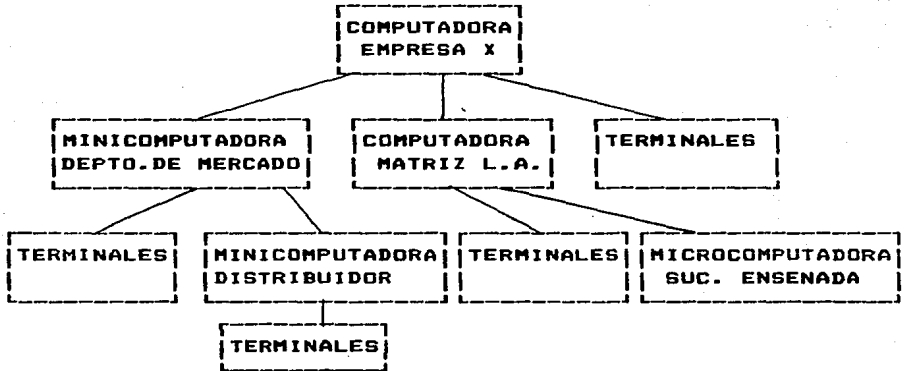 COMPUTADORA
EMPRESA X
MINICOMPUTADORA
DEPTO.DE MERCADO
COMPUTADORA
MATRIZ L.A.
TERMINALES
TERMINALES
MINICOMPUTADORA
DISTRIBUIDOR
TERMINALES
MICROCOMPUTADORA
SUC. ENSENADA
TERMINALES